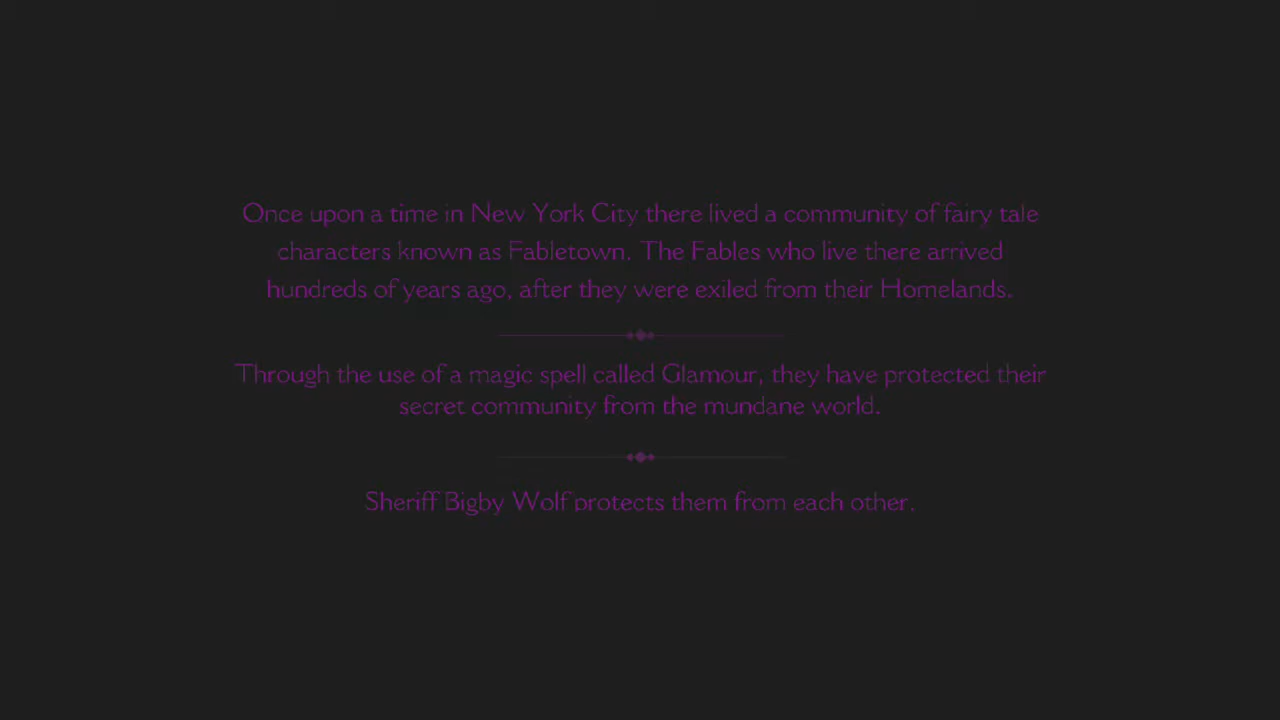 Once upon a time in New York City there lived a community of fairy tale
characters known as Fabletown. The Fables who live there arrived
hundreds of years ago, after they were exiled from their Homelands.
Through the use of a magic spell called Glamour, they have protected their
secret community from the mundane world.
Sheriff Bigby Wolf protects them from each other.